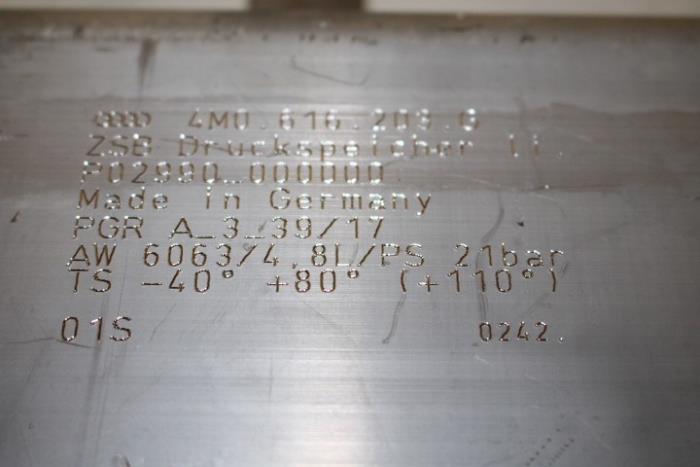 4M0.616.203.G
ZSB Druckspeicher II
P02990_000000
Made in Germany
PGR A_3_39/17
AW 6063/4.8L/PS 21bar
TS -40° +80° (+110°)
01S 0242.